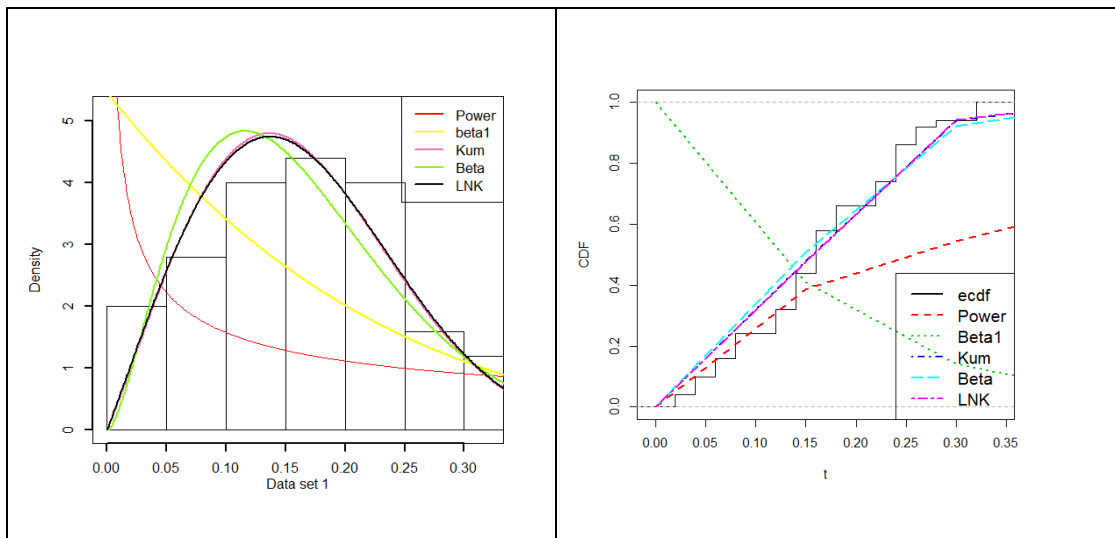 5
4
3
2
1
0
Density
Power
beta1
Kum
Beta
LNK
0.00 0.05 0.10 0.15 0.20 0.25 0.30
Data set 1
1.0
0.8
0.6
0.4
0.2
0.0
CDF
ecdf
Power
Beta1
Kum
Beta
LNK
0.00 0.05 0.10 0.15 0.20 0.25 0.30 0.35
t